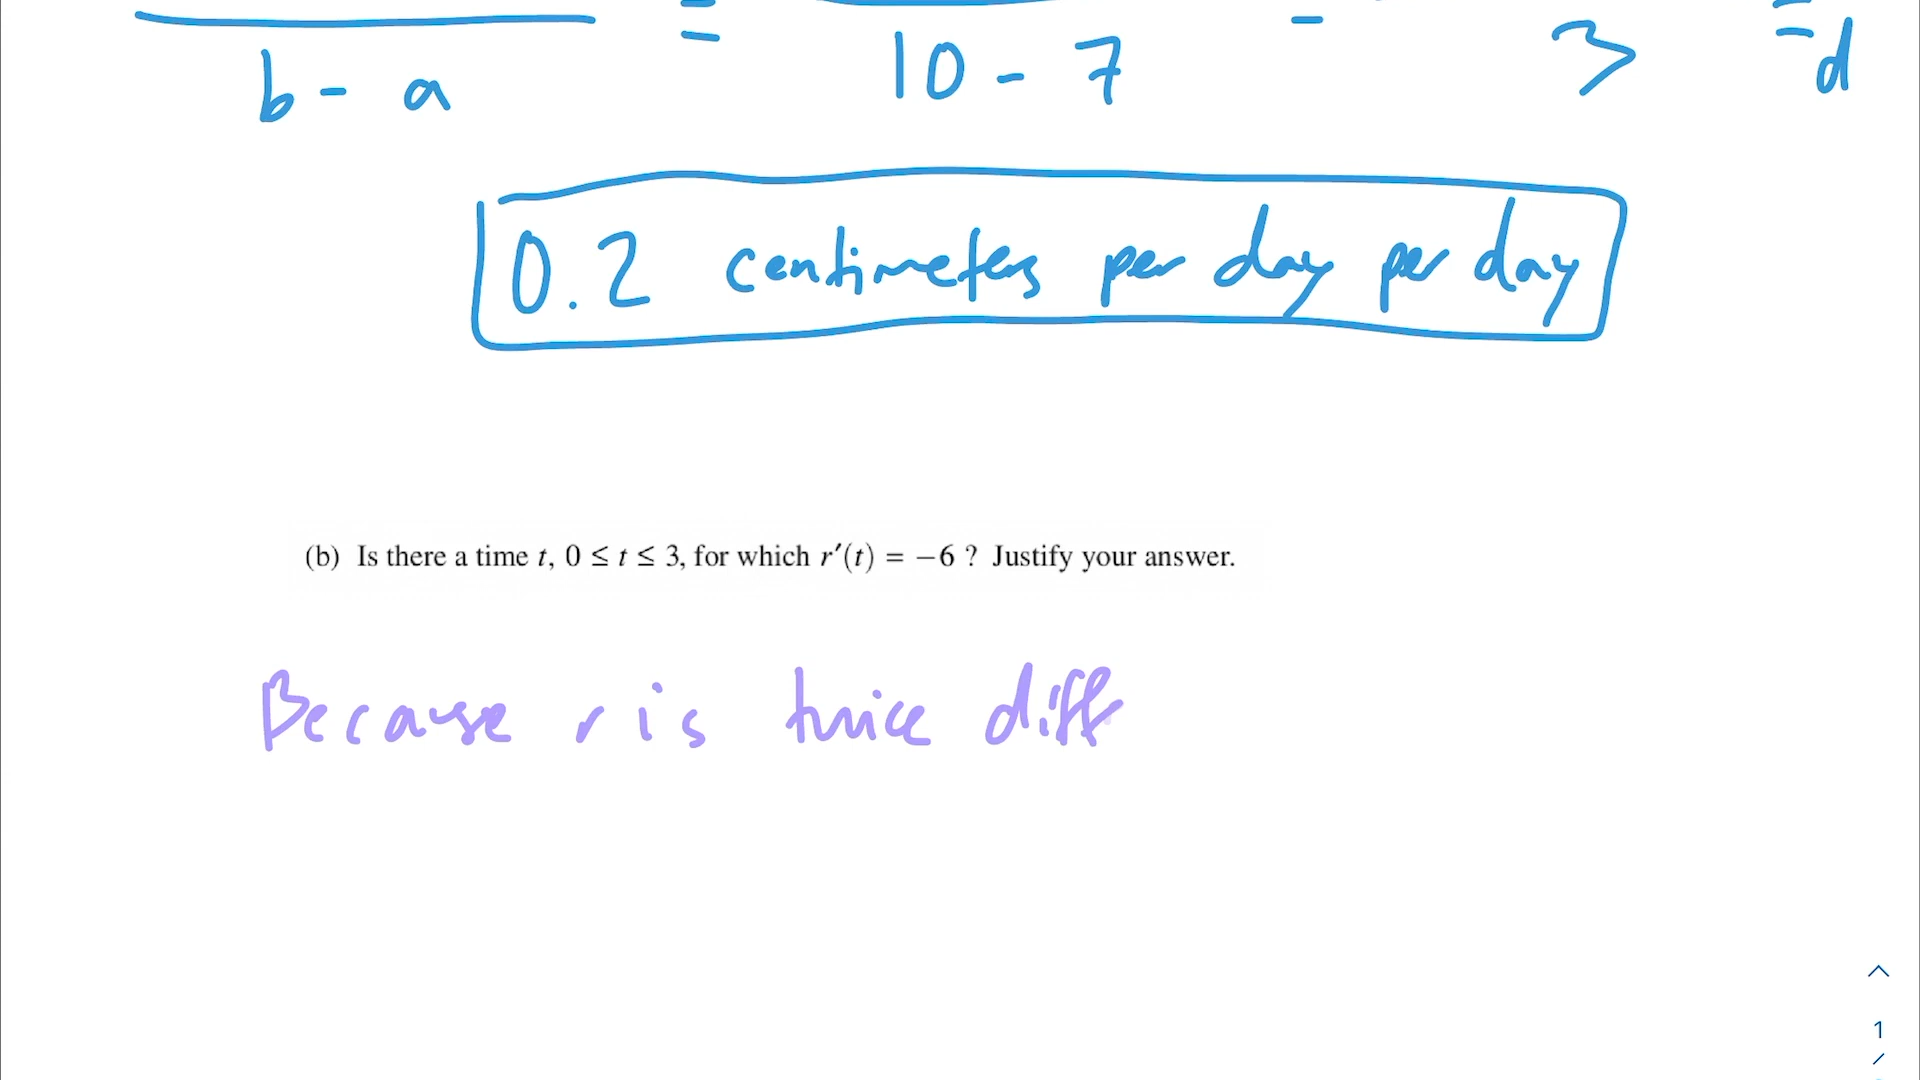 b - a = 10 - 7 - 3 = d
0.2 centimeters per day per day
(b) Is there a time t, 0 ≤ t ≤ 3, for which r′(t) = −6 ? Justify your answer.
Because r is twice diff
1
/